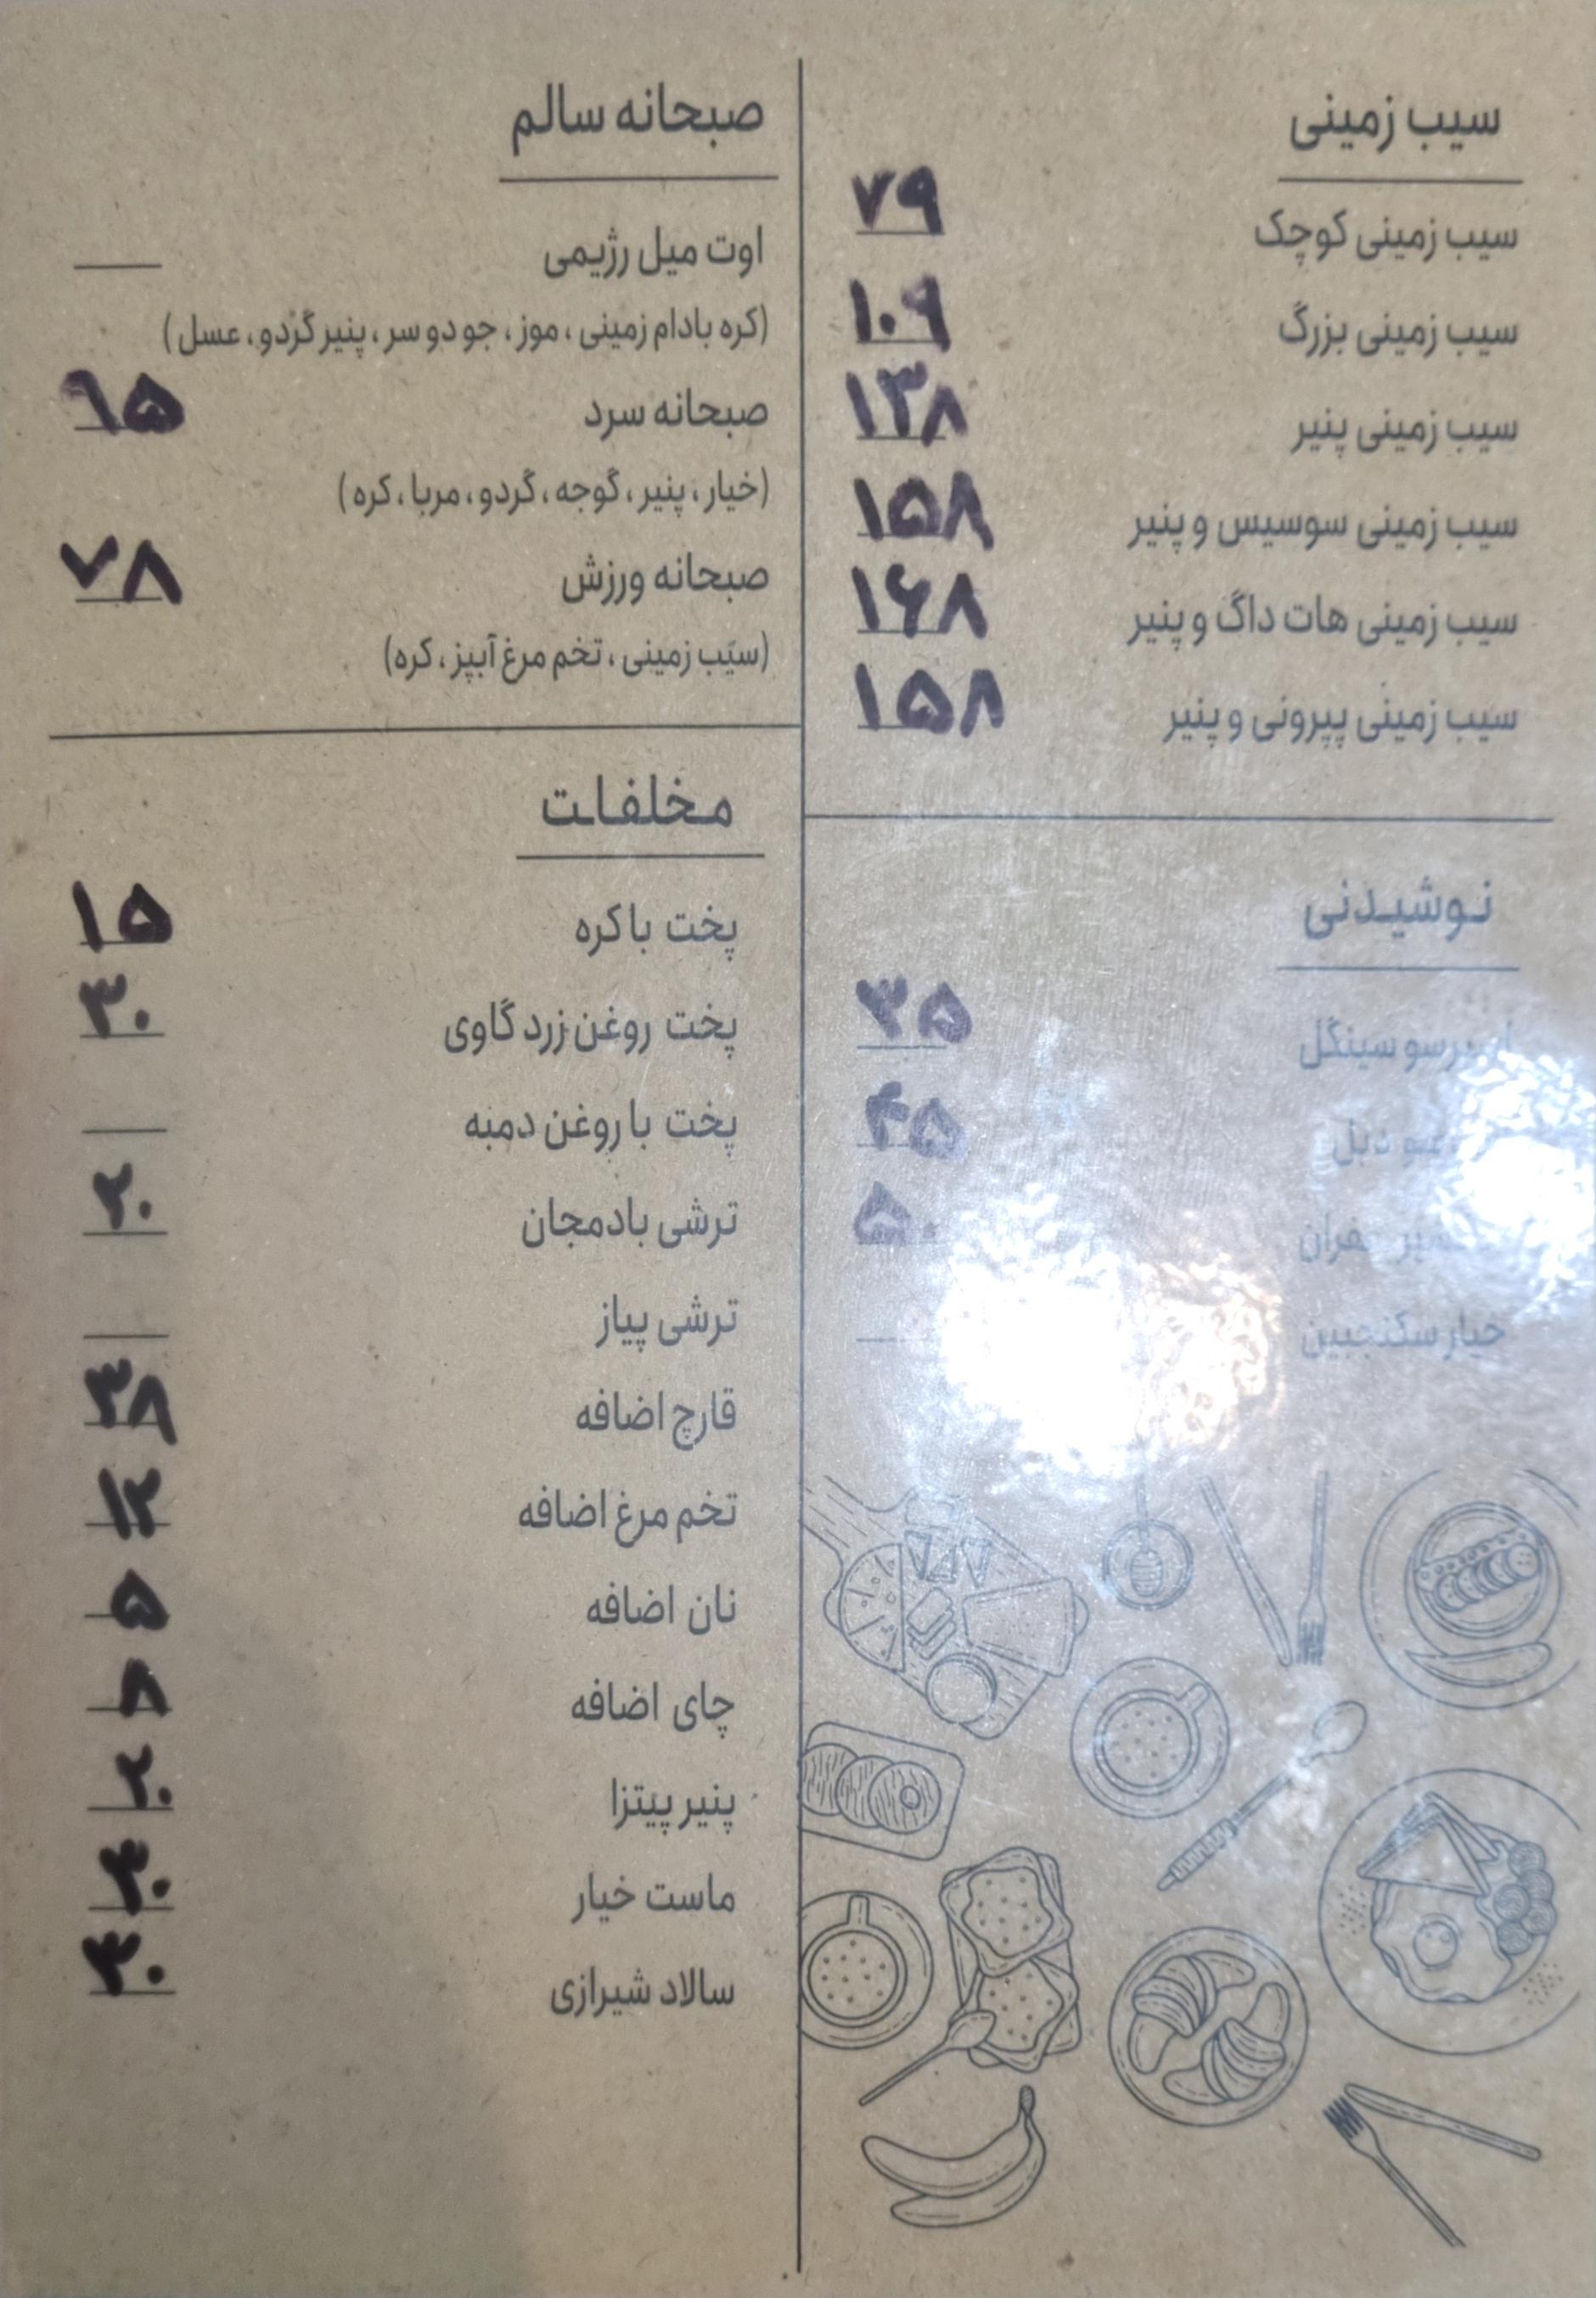 سیب زمینی
سیب زمینی کوچک ۷۹
سیب زمینی بزرگ ۱۰۹
سیب زمینی پنیر ۱۳۸
سیب زمینی سوسیس و پنیر ۱۵۸
سیب زمینی هات داگ و پنیر ۱۶۸
سیب زمینی پپرونی و پنیر ۱۵۸
نوشیدنی
سینگل ۳۵
دبل ۴۵
۵۰
خیار سکنجبین
صبحانه سالم
اوت میل رژیمی
(کره بادام زمینی ، موز ، جو دو سر ، پنیر گردو ، عسل )
صبحانه سرد ۶۵
(خیار ، پنیر ، گوجه ، گردو ، مربا ، کره )
صبحانه ورزش ۷۸
(سیب زمینی ، تخم مرغ آبپز ، کره)
مخلفات
پخت با کره ۱۵
پخت روغن زرد گاوی ۳۰
پخت با روغن دمبه
ترشی بادمجان ۲۰
ترشی پیاز
قارچ اضافه ۳۸
تخم مرغ اضافه ۱۲
نان اضافه ۵
چای اضافه ۸
پنیر پیتزا ۲۰
ماست خیار ۳۰
سالاد شیرازی ۳۰